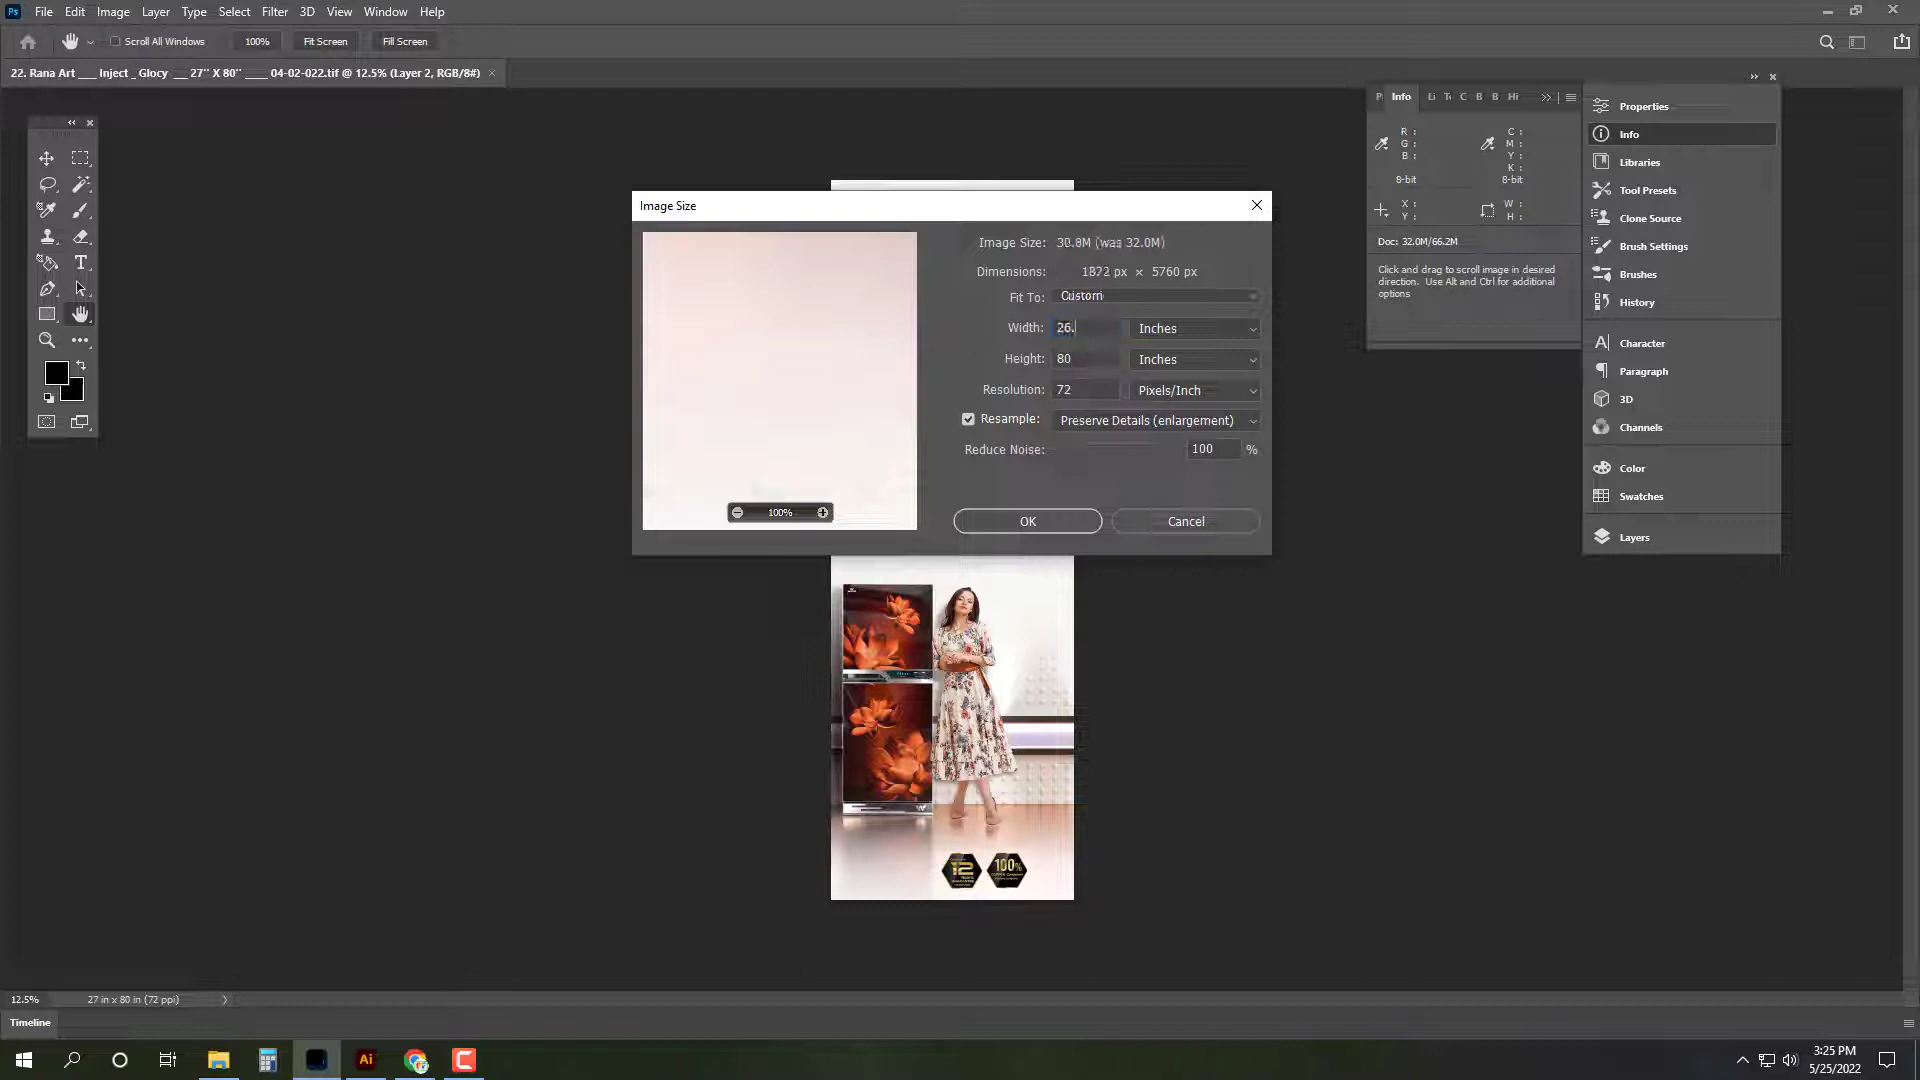 Ps File Edit Image Layer Type Select Filter 3D View Window Help
Scroll All Windows 100% Fit Screen Fill Screen
22. Rana Art ___ Inject _ Glocy __ 27'' X 80'' ____ 04-02-022.tif @ 12.5% (Layer 2, RGB/8#)
Info
R :
G :
B :
8-bit
C :
M :
Y :
K :
8-bit
X :
Y :
W :
H :
Doc: 32.0M/66.2M
Click and drag to scroll image in desired
direction. Use Alt and Ctrl for additional
options
Properties
Info
Libraries
Tool Presets
Clone Source
Brush Settings
Brushes
History
Character
Paragraph
3D
Channels
Color
Swatches
Layers
Image Size
Image Size: 30.8M (was 32.0M)
Dimensions: 1872 px × 5760 px
Fit To: Custom
Width: 26. Inches
Height: 80 Inches
Resolution: 72 Pixels/Inch
Resample: Preserve Details (enlargement)
Reduce Noise: 100 %
100%
OK Cancel
12
100%
12.5% 27 in x 80 in (72 ppi)
Timeline
Ai
3:25 PM
5/25/2022